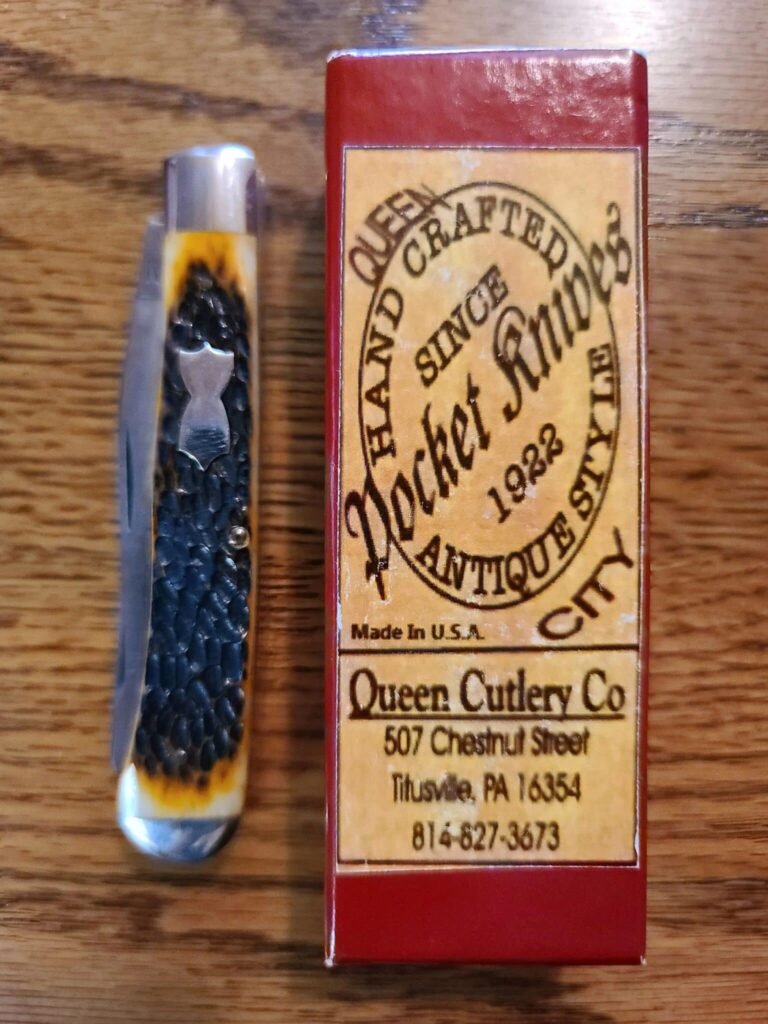 QUEEN
HAND CRAFTED
SINCE
Pocket Knives
1922
ANTIQUE STYLE
CITY
Made In U.S.A.
Queen Cutlery Co
507 Chestnut Street
Titusville, PA 16354
814-827-3673